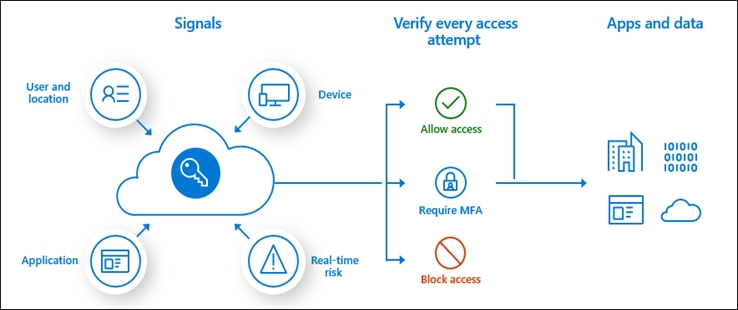 Signals
Verify every access
attempt
Apps and data
User and
location
Device
Allow access
101010
010101
101010
Require MFA
Application
Real-time
risk
Block access